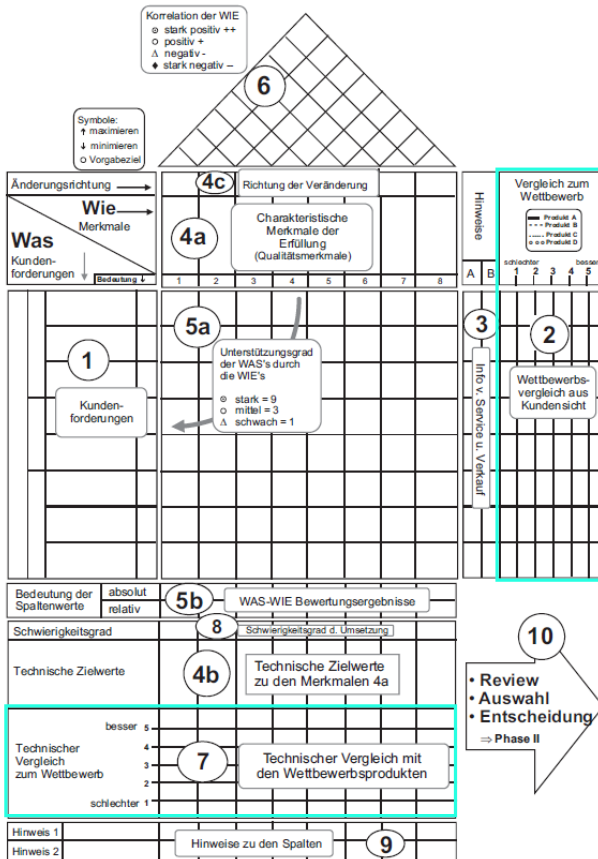 Korrelation der WIE
⊙ stark positiv ++
○ positiv +
Λ negativ -
♦ stark negativ --
6
Symbole:
↑ maximieren
↓ minimieren
○ Vorgabeziel
Änderungsrichtung
4c
Richtung der Veränderung
Wie
Merkmale
Was
Kunden-
forderungen
Bedeutung ↓
4a
Charakteristische
Merkmale der
Erfüllung
(Qualitätsmerkmale)
1 2 3 4 5 6 7 8
Hinweise
A B
Vergleich zum
Wettbewerb
Produkt A
Produkt B
Produkt C
Produkt D
schlechter besser
1 2 3 4 5
1
Kunden-
forderungen
5a
Unterstützungsgrad
der WAS's durch
die WIE's
⊙ stark = 9
○ mittel = 3
Δ schwach = 1
3
Info v. Service u. Verkauf
2
Wettbewerbs-
vergleich aus
Kundensicht
Bedeutung der
Spaltenwerte
absolut
relativ
5b
WAS-WIE Bewertungsergebnisse
Schwierigkeitsgrad
8
Schwierigkeitsgrad d. Umsetzung
Technische Zielwerte
4b
Technische Zielwerte
zu den Merkmalen 4a
10
• Review
• Auswahl
• Entscheidung
⇒ Phase II
Technischer
Vergleich
zum Wettbewerb
besser 5
4
3
2
schlechter 1
7
Technischer Vergleich mit
den Wettbewerbsprodukten
Hinweis 1
Hinweis 2
Hinweise zu den Spalten
9